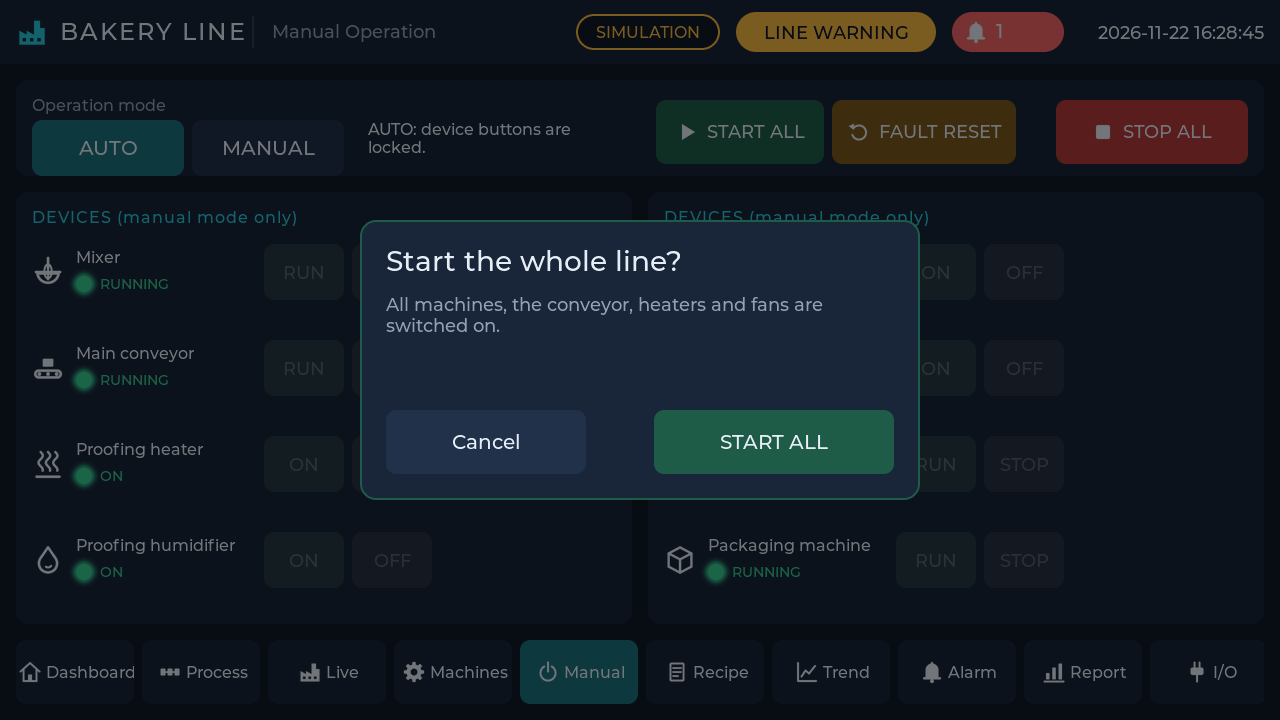 BAKERY LINE
Manual Operation
SIMULATION
LINE WARNING
1
2026-11-22 16:28:45
Operation mode
AUTO
MANUAL
AUTO: device buttons are
locked.
START ALL
FAULT RESET
STOP ALL
DEVICES (manual mode only)
DEVICES (manual mode only)
Mixer
RUNNING
RUN
ON
OFF
Main conveyor
RUNNING
RUN
ON
OFF
Proofing heater
ON
ON
RUN
STOP
Proofing humidifier
ON
ON
OFF
Packaging machine
RUNNING
RUN
STOP
Start the whole line?
All machines, the conveyor, heaters and fans are
switched on.
Cancel
START ALL
Dashboard
Process
Live
Machines
Manual
Recipe
Trend
Alarm
Report
I/O